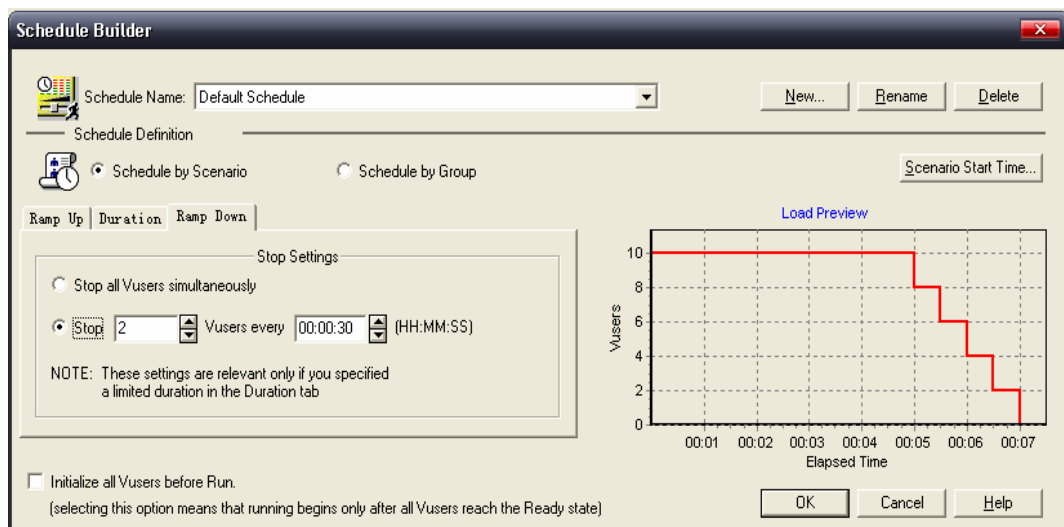 Schedule Builder
Schedule Name: Default Schedule
New... Rename Delete
Schedule Definition
Schedule by Scenario Schedule by Group
Scenario Start Time...
Ramp Up Duration Ramp Down
Stop Settings
Stop all Vusers simultaneously
Stop 2 Vusers every 00:00:30 (HH:MM:SS)
NOTE: These settings are relevant only if you specified
a limited duration in the Duration tab
Load Preview
Vusers
10
8
6
4
2
0
00:01 00:02 00:03 00:04 00:05 00:06 00:07
Elapsed Time
Initialize all Vusers before Run.
(selecting this option means that running begins only after all Vusers reach the Ready state)
OK Cancel Help